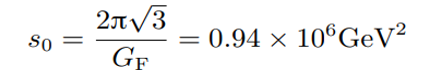 s₀ = 2π√3 / G_F = 0.94 × 10⁶GeV²